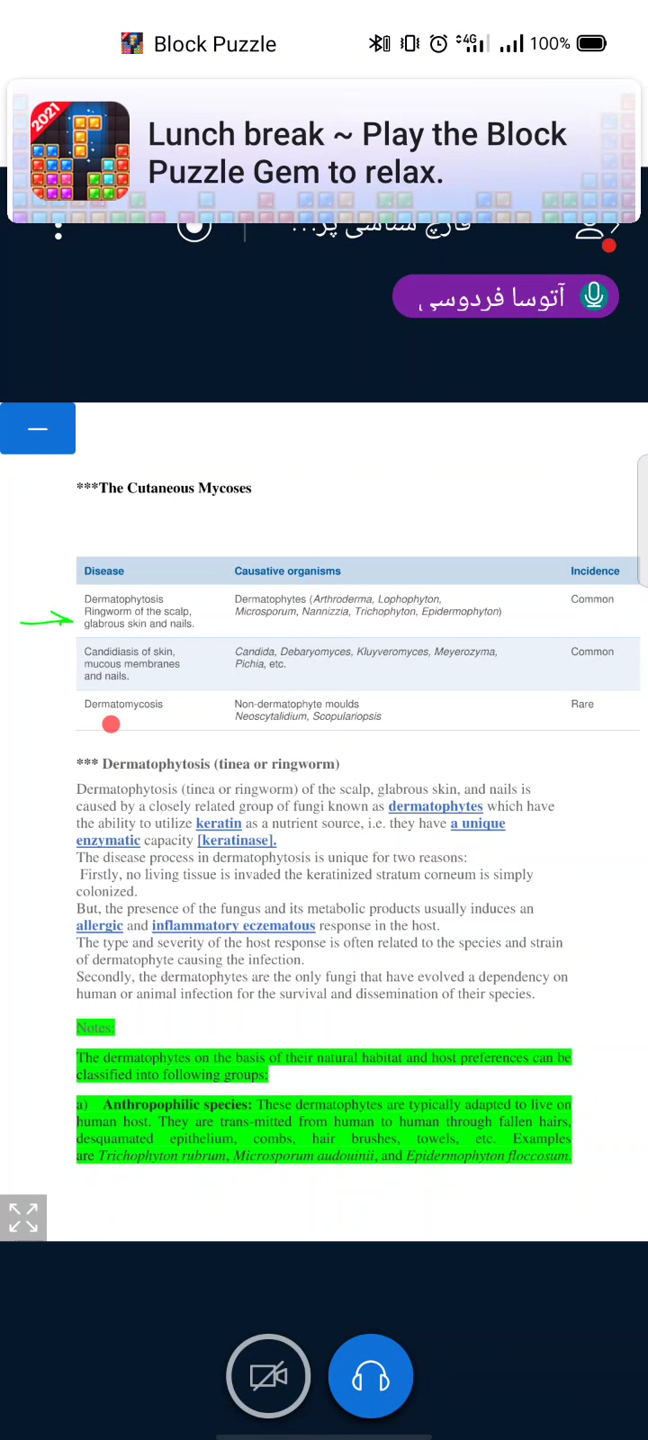 Block Puzzle
4G
100%
2021
Lunch break ~ Play the Block
Puzzle Gem to relax.
قارچ شناسی پز...
آتوسا فردوسی
***The Cutaneous Mycoses
Disease Causative organisms Incidence
Dermatophytosis Dermatophytes (Arthroderma, Lophophyton, Common
Ringworm of the scalp, Microsporum, Nannizzia, Trichophyton, Epidermophyton)
glabrous skin and nails.
Candidiasis of skin, Candida, Debaryomyces, Kluyveromyces, Meyerozyma, Common
mucous membranes Pichia, etc.
and nails.
Dermatomycosis Non-dermatophyte moulds Rare
Neoscytalidium, Scopulariopsis
*** Dermatophytosis (tinea or ringworm)
Dermatophytosis (tinea or ringworm) of the scalp, glabrous skin, and nails is
caused by a closely related group of fungi known as dermatophytes which have
the ability to utilize keratin as a nutrient source, i.e. they have a unique
enzymatic capacity [keratinase].
The disease process in dermatophytosis is unique for two reasons:
Firstly, no living tissue is invaded the keratinized stratum corneum is simply
colonized.
But, the presence of the fungus and its metabolic products usually induces an
allergic and inflammatory eczematous response in the host.
The type and severity of the host response is often related to the species and strain
of dermatophyte causing the infection.
Secondly, the dermatophytes are the only fungi that have evolved a dependency on
human or animal infection for the survival and dissemination of their species.
Notes:
The dermatophytes on the basis of their natural habitat and host preferences can be
classified into following groups:
a) Anthropophilic species: These dermatophytes are typically adapted to live on
human host. They are trans-mitted from human to human through fallen hairs,
desquamated epithelium, combs, hair brushes, towels, etc. Examples
are Trichophyton rubrum, Microsporum audouinii, and Epidermophyton floccosum.